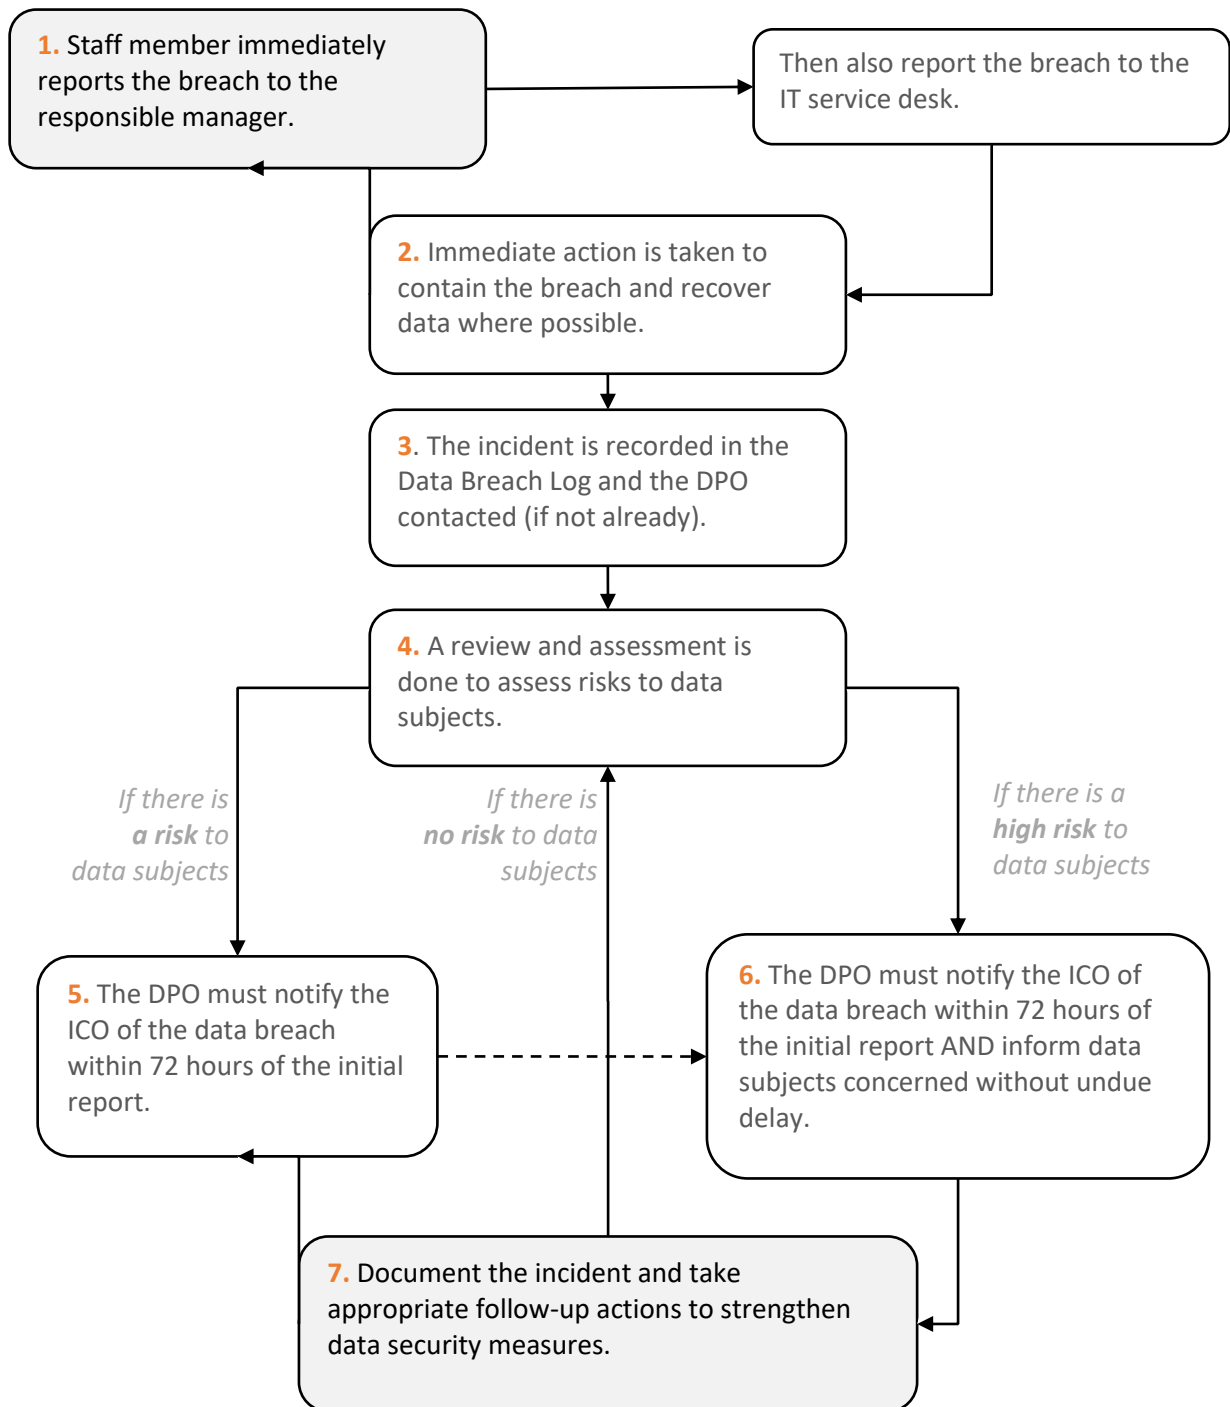 1. Staff member immediately
reports the breach to the
responsible manager.
Then also report the breach to the
IT service desk.
2. Immediate action is taken to
contain the breach and recover
data where possible.
3. The incident is recorded in the
Data Breach Log and the DPO
contacted (if not already).
4. A review and assessment is
done to assess risks to data
subjects.
If there is
a risk to
data subjects
If there is
no risk to data
subjects
If there is a
high risk to
data subjects
5. The DPO must notify the
ICO of the data breach
within 72 hours of the initial
report.
6. The DPO must notify the ICO of
the data breach within 72 hours of
the initial report AND inform data
subjects concerned without undue
delay.
7. Document the incident and take
appropriate follow-up actions to strengthen
data security measures.